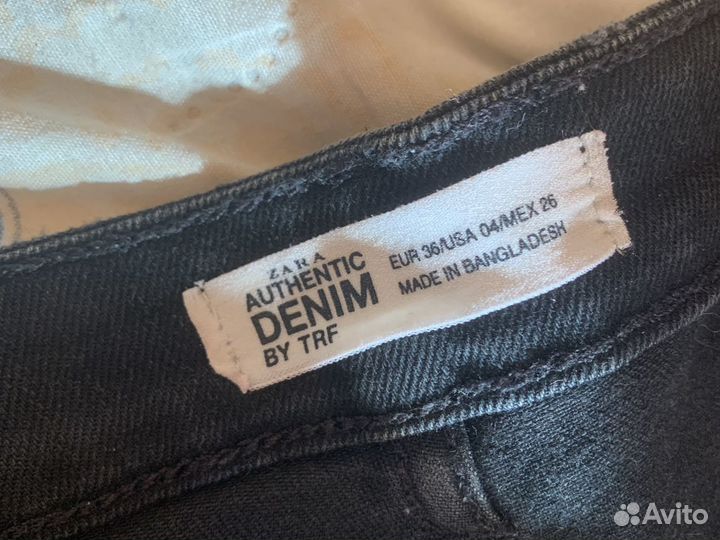 ZARA
AUTHENTIC
DENIM
BY TRF
EUR 36/USA 04/MEX 26
MADE IN BANGLADESH
Avito